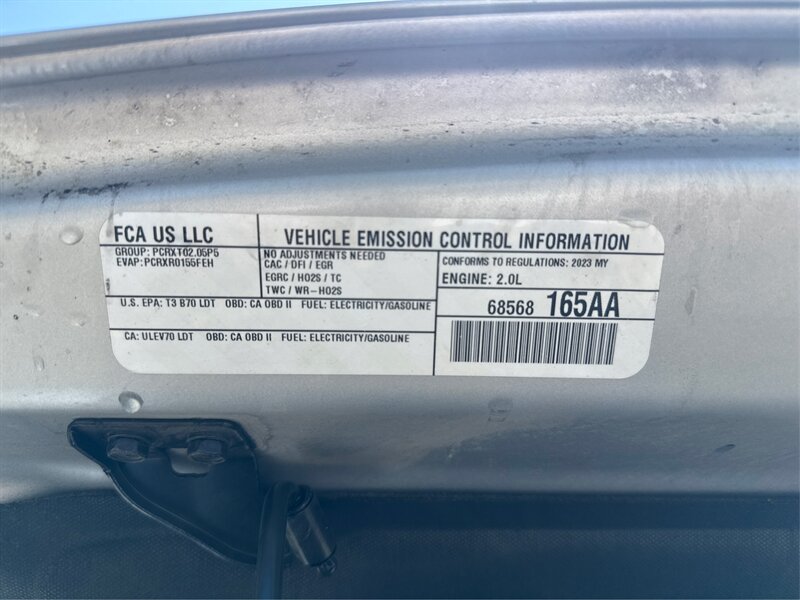 FCA US LLC
GROUP: PCRXT02.05P5
EVAP: PCRXR0155FEH
VEHICLE EMISSION CONTROL INFORMATION
NO ADJUSTMENTS NEEDED
CAC / DFI / EGR
EGRC / HO2S / TC
TWC / WR-HO2S
CONFORMS TO REGULATIONS: 2023 MY
ENGINE: 2.0L
U.S. EPA: T3 B70 LDT OBD: CA OBD II FUEL: ELECTRICITY/GASOLINE
68568 165AA
CA: ULEV70 LDT OBD: CA OBD II FUEL: ELECTRICITY/GASOLINE